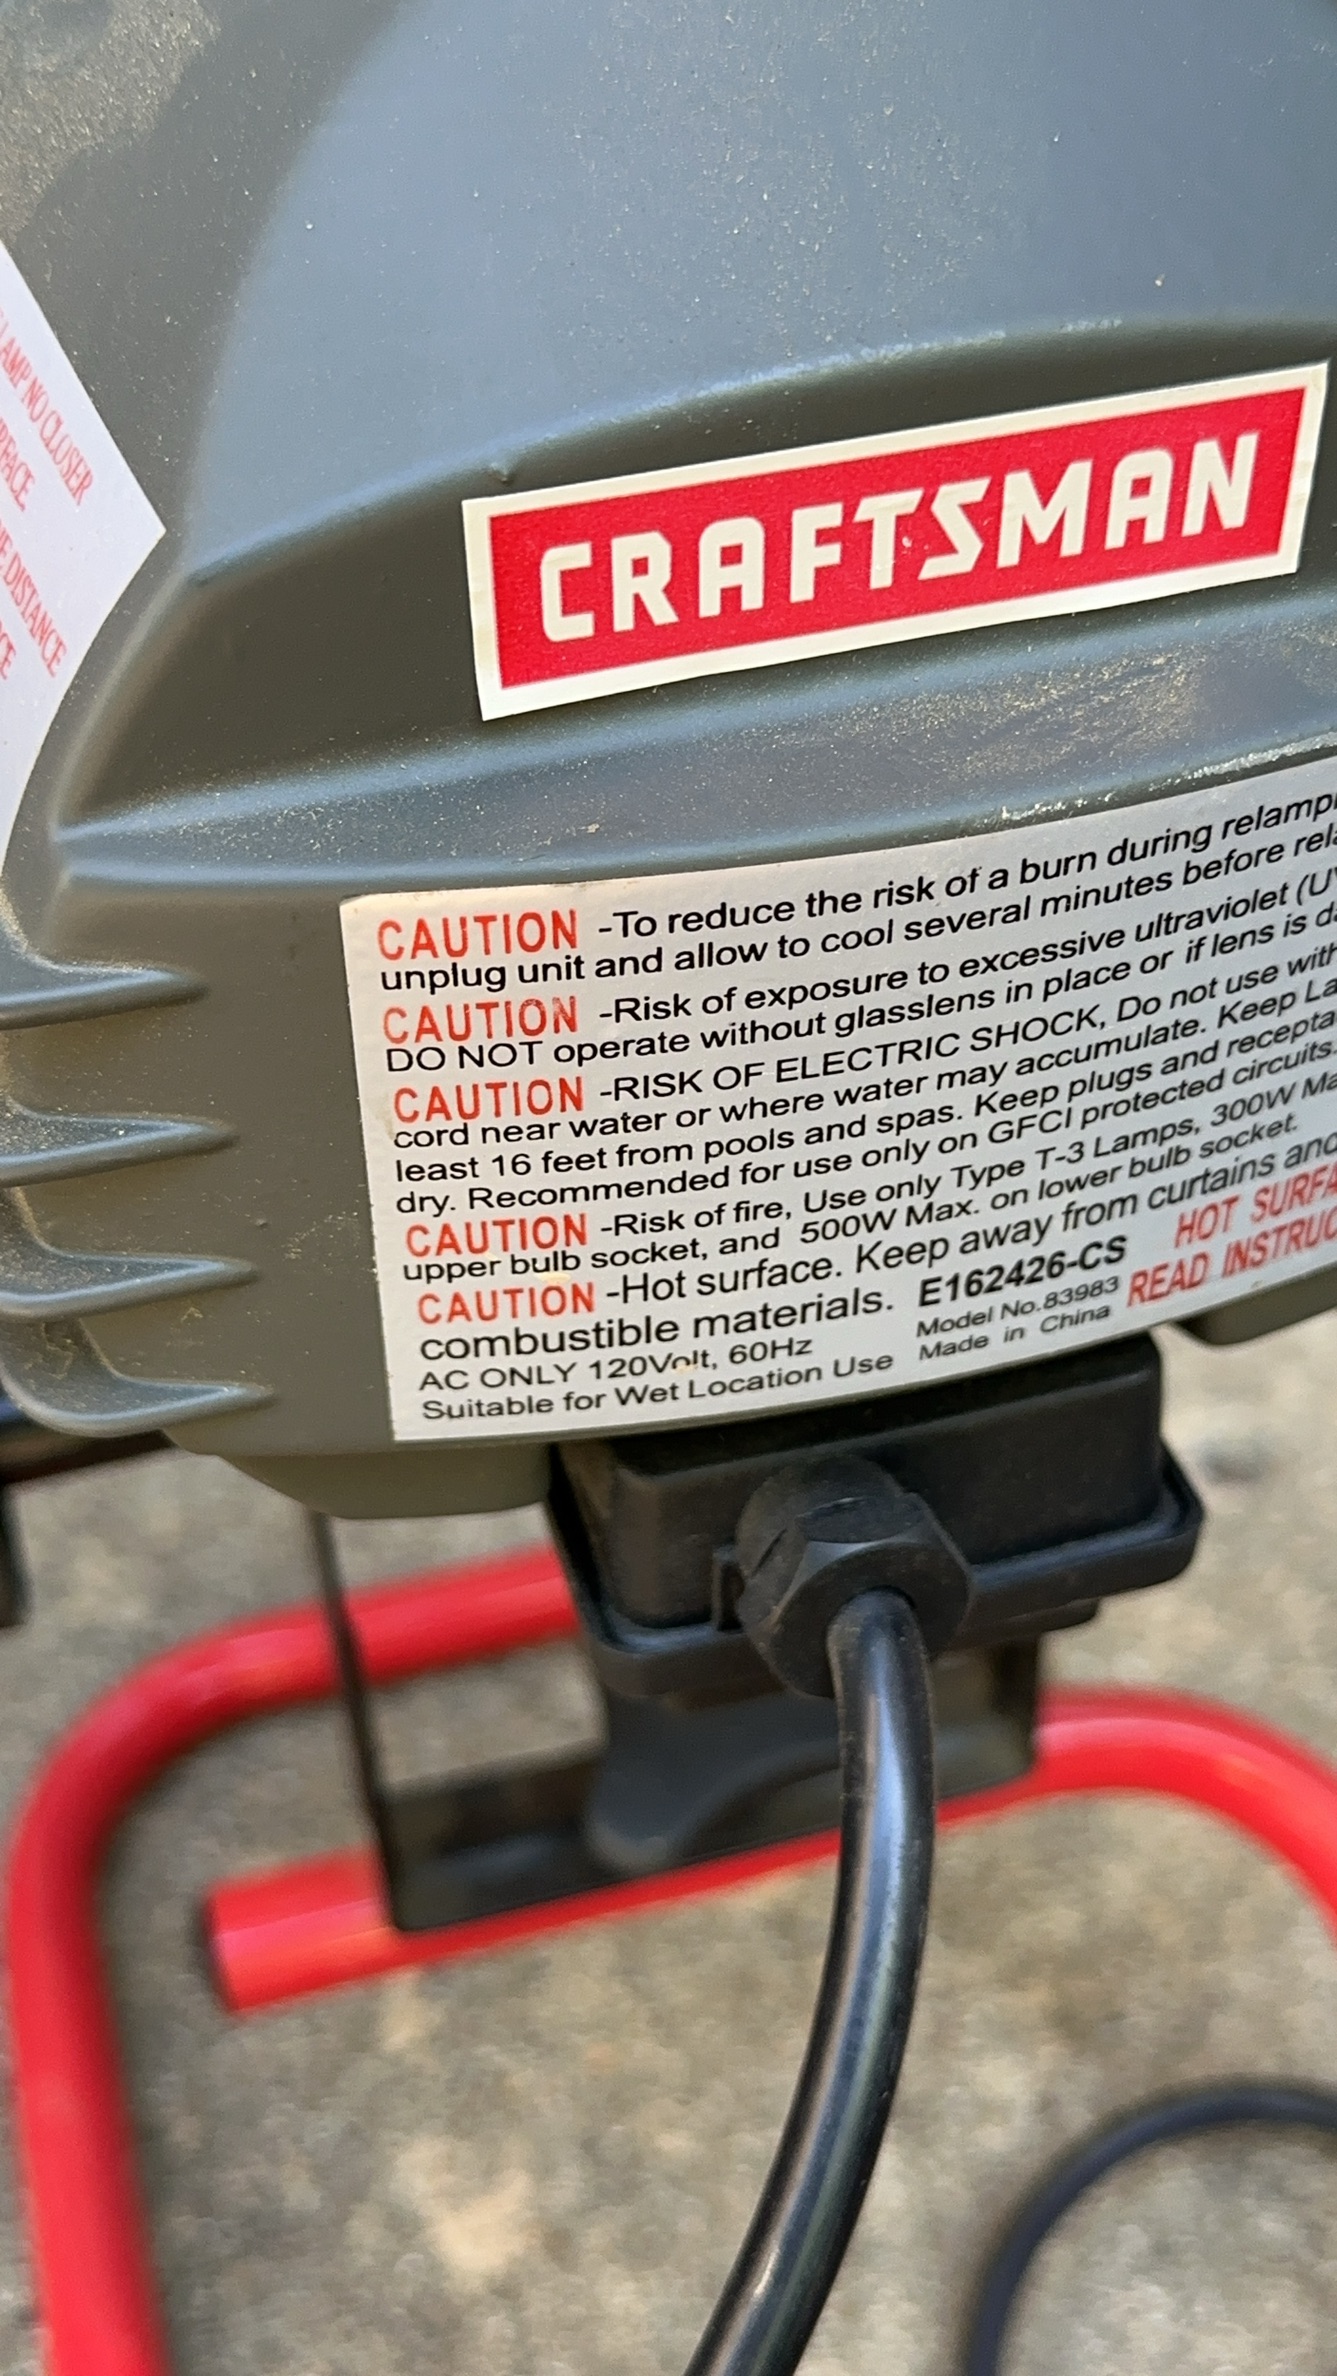 LAMP NO CLOSER
DISTANCE
CRAFTSMAN
CAUTION -To reduce the risk of a burn during
unplug unit and allow to cool several minutes before
CAUTION -Risk of exposure to excessive ultraviolet
DO NOT operate without glasslens in place or if lens is
CAUTION -RISK OF ELECTRIC SHOCK, Do not use
cord near water or where water may accumulate. Keep
least 16 feet from pools and spas. Keep plugs and
dry. Recommended for use only on GFCI protected circuits.
CAUTION -Risk of fire, Use only Type T-3 Lamps, 300W
upper bulb socket, and 500W Max. on lower bulb socket.
CAUTION -Hot surface. Keep away from curtains and
combustible materials. E162426-CS HOT
AC ONLY 120Volt, 60Hz Model No.83983 READ
Suitable for Wet Location Use Made in China